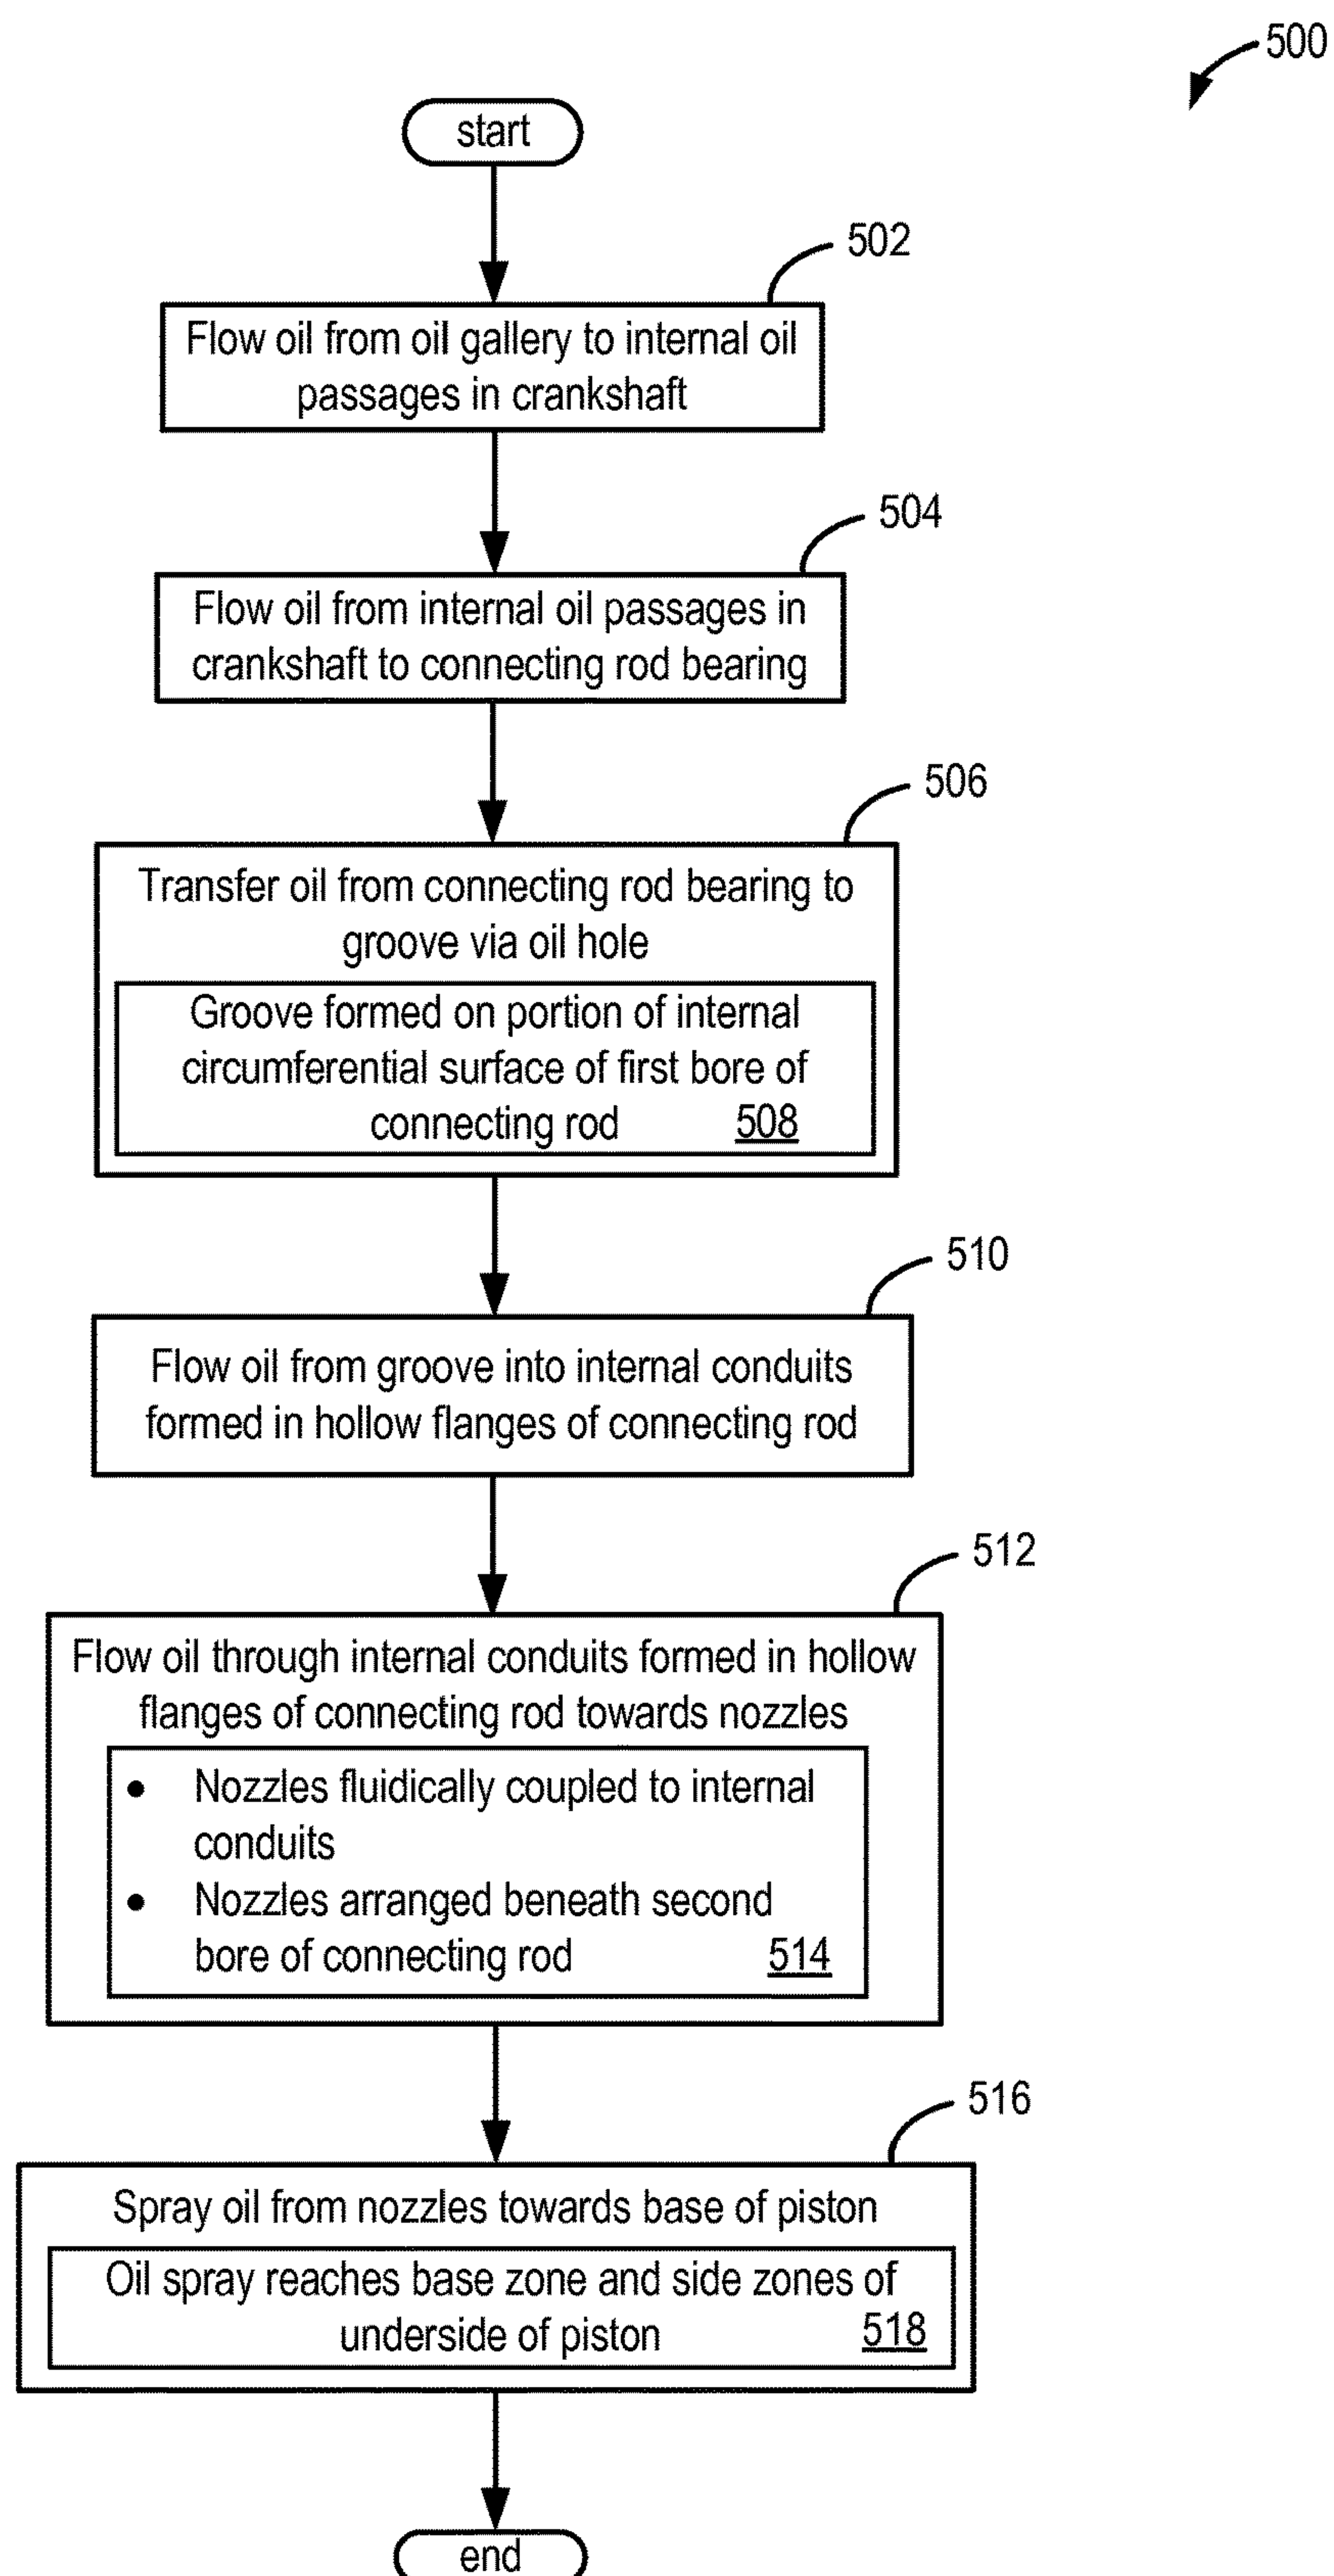 500
start
502
Flow oil from oil gallery to internal oil
passages in crankshaft
504
Flow oil from internal oil passages in
crankshaft to connecting rod bearing
506
Transfer oil from connecting rod bearing to
groove via oil hole
Groove formed on portion of internal
circumferential surface of first bore of
connecting rod 508
510
Flow oil from groove into internal conduits
formed in hollow flanges of connecting rod
512
Flow oil through internal conduits formed in hollow
flanges of connecting rod towards nozzles
• Nozzles fluidically coupled to internal
conduits
• Nozzles arranged beneath second
bore of connecting rod 514
516
Spray oil from nozzles towards base of piston
Oil spray reaches base zone and side zones of
underside of piston 518
end